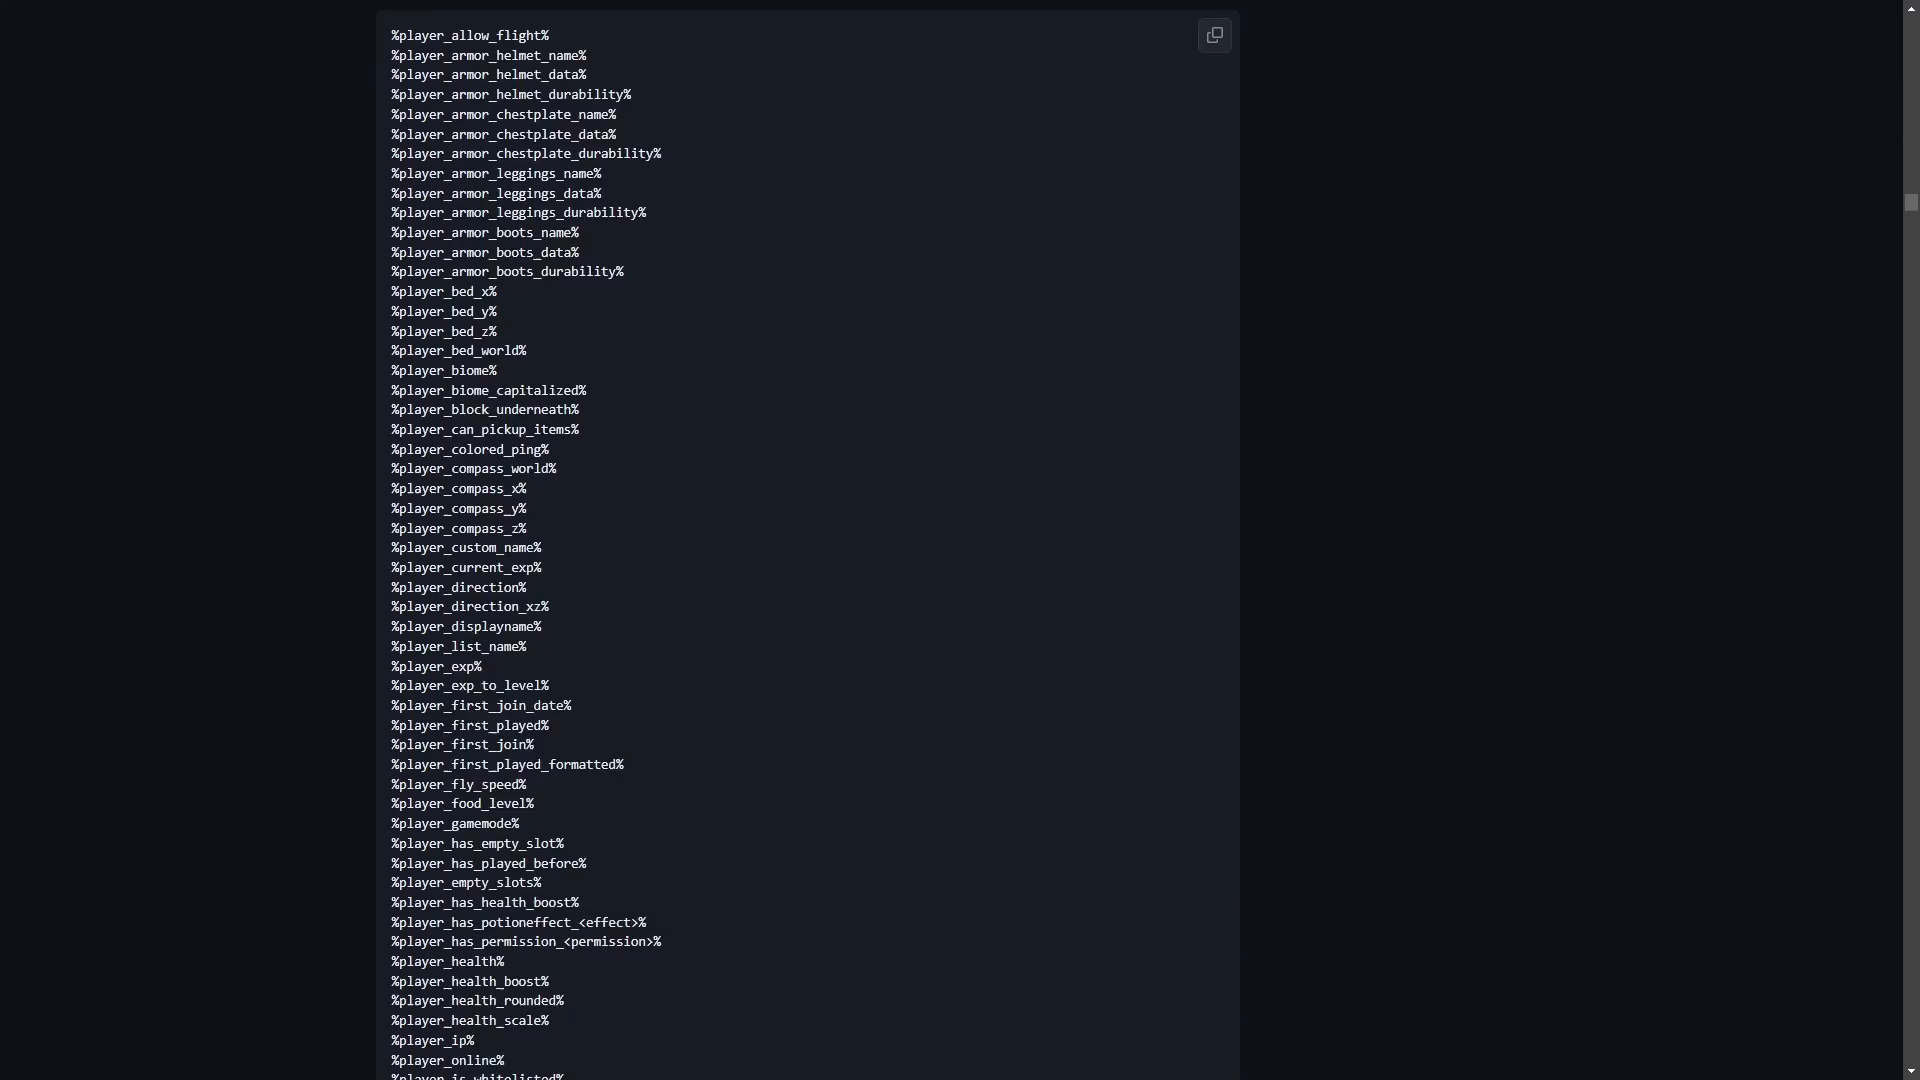 %player_allow_flight%
%player_armor_helmet_name%
%player_armor_helmet_data%
%player_armor_helmet_durability%
%player_armor_chestplate_name%
%player_armor_chestplate_data%
%player_armor_chestplate_durability%
%player_armor_leggings_name%
%player_armor_leggings_data%
%player_armor_leggings_durability%
%player_armor_boots_name%
%player_armor_boots_data%
%player_armor_boots_durability%
%player_bed_x%
%player_bed_y%
%player_bed_z%
%player_bed_world%
%player_biome%
%player_biome_capitalized%
%player_block_underneath%
%player_can_pickup_items%
%player_colored_ping%
%player_compass_world%
%player_compass_x%
%player_compass_y%
%player_compass_z%
%player_custom_name%
%player_current_exp%
%player_direction%
%player_direction_xz%
%player_displayname%
%player_list_name%
%player_exp%
%player_exp_to_level%
%player_first_join_date%
%player_first_played%
%player_first_join%
%player_first_played_formatted%
%player_fly_speed%
%player_food_level%
%player_gamemode%
%player_has_empty_slot%
%player_has_played_before%
%player_empty_slots%
%player_has_health_boost%
%player_has_potioneffect_<effect>%
%player_has_permission_<permission>%
%player_health%
%player_health_boost%
%player_health_rounded%
%player_health_scale%
%player_ip%
%player_online%
%player_is_whitelisted%